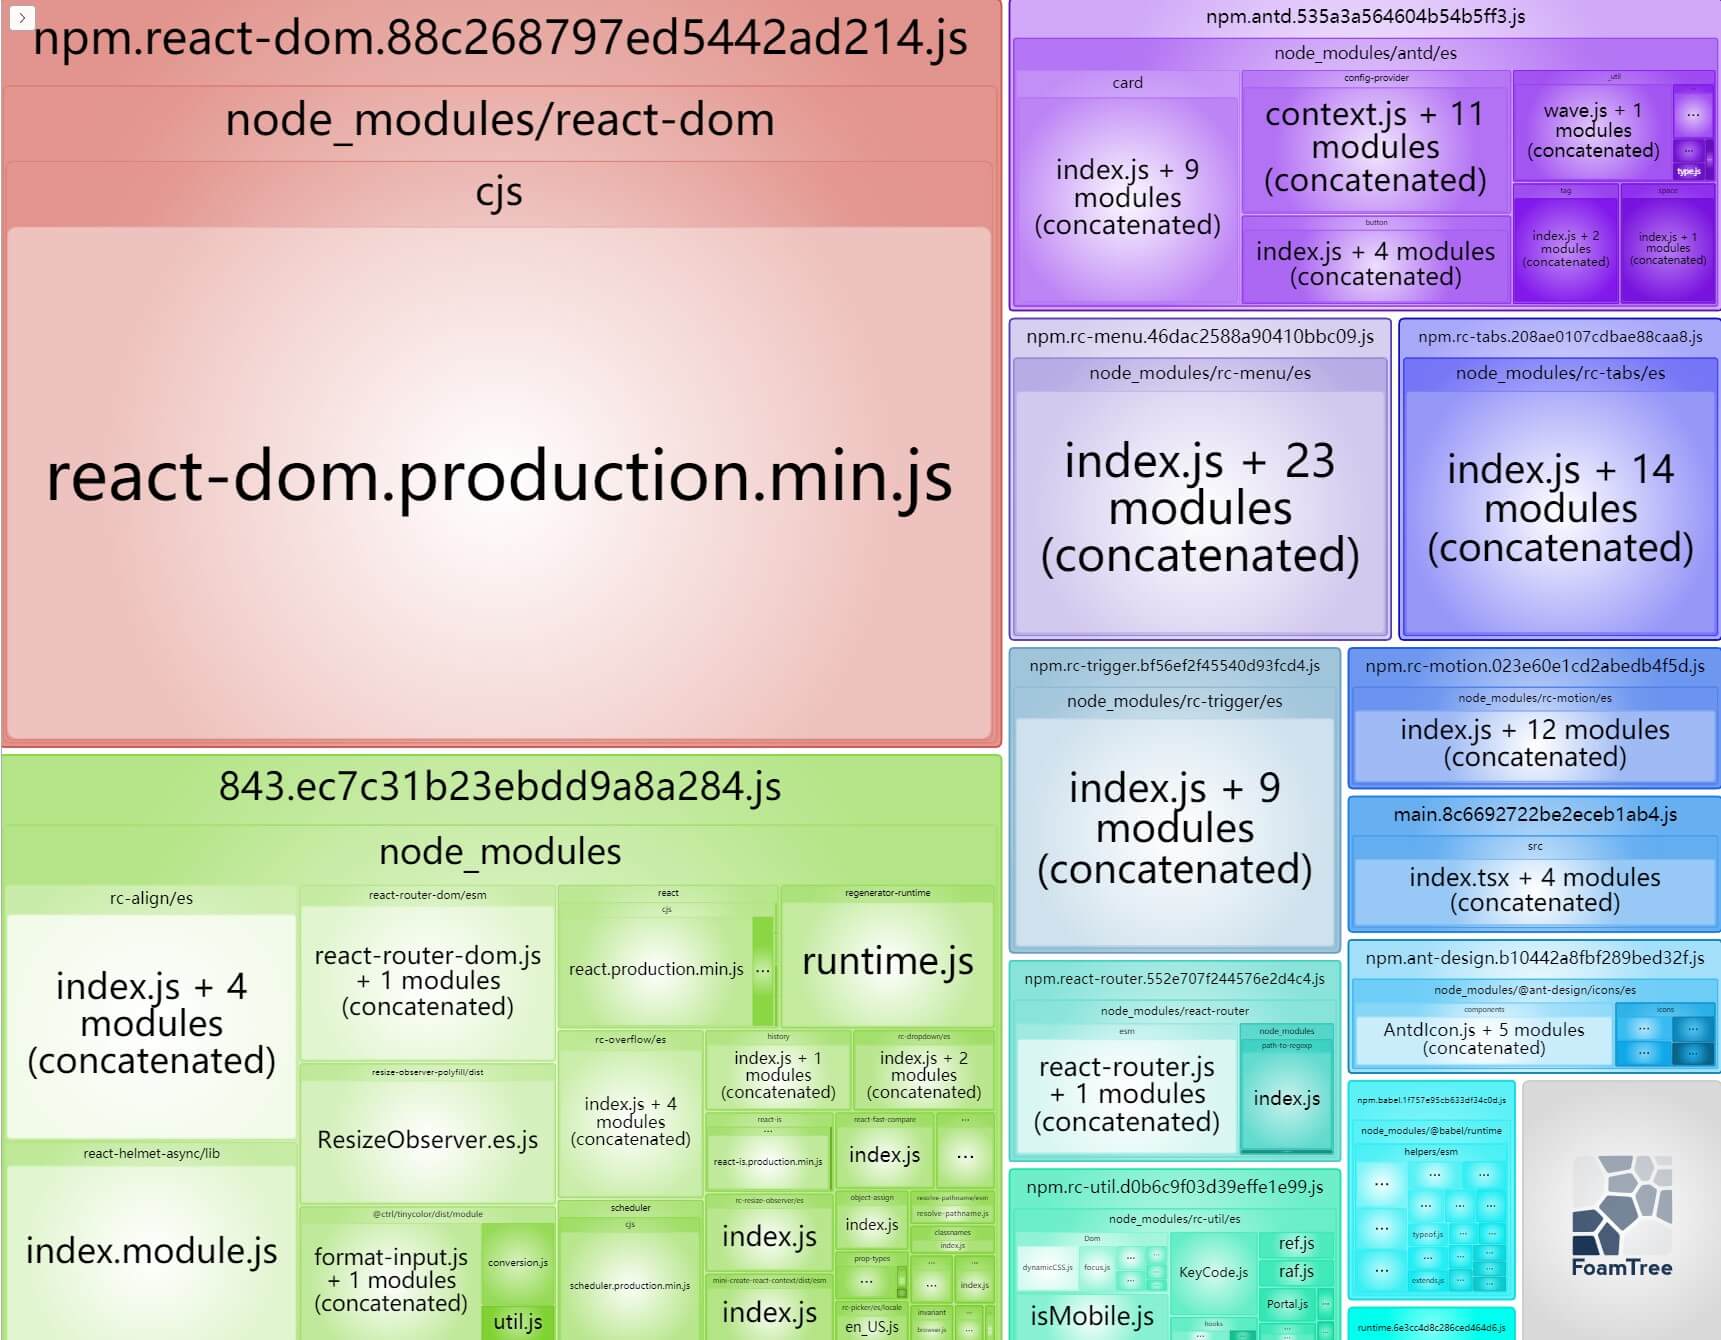 npm.react-dom.88c268797ed5442ad214.js
node_modules/react-dom
cjs
react-dom.production.min.js
843.ec7c31b23ebdd9a8a284.js
node_modules
rc-align/es
index.js + 4
modules
(concatenated)
react-helmet-async/lib
index.module.js
react-router-dom/esm
react-router-dom.js
+ 1 modules
(concatenated)
resize-observer-polyfill/dist
ResizeObserver.es.js
@ctrl/tinycolor/dist/module
format-input.js
+ 1 modules
(concatenated)
conversion.js
util.js
react
cjs
react.production.min.js
...
regenerator-runtime
runtime.js
rc-overflow/es
index.js + 4
modules
(concatenated)
scheduler
cjs
scheduler.production.min.js
history
index.js + 1
modules
(concatenated)
rc-dropdown/es
index.js + 2
modules
(concatenated)
react-is
...
react-is.production.min.js
react-fast-compare
index.js
...
...
rc-resize-observer/es
index.js
object-assign
index.js
resolve-pathname/esm
resolve-pathname.js
classnames
index.js
mini-create-react-context/dist/esm
index.js
prop-types
...
...
...
...
index.js
rc-picker/es/locale
en_US.js
invariant
browser.js
...
...
npm.antd.535a3a564604b54b5ff3.js
node_modules/antd/es
card
index.js + 9
modules
(concatenated)
config-provider
context.js + 11
modules
(concatenated)
button
index.js + 4 modules
(concatenated)
_util
wave.js + 1
modules
(concatenated)
...
...
type.js
tag
index.js + 2
modules
(concatenated)
space
index.js + 1
modules
(concatenated)
npm.rc-menu.46dac2588a90410bbc09.js
node_modules/rc-menu/es
index.js + 23
modules
(concatenated)
npm.rc-tabs.208ae0107cdbae88caa8.js
node_modules/rc-tabs/es
index.js + 14
modules
(concatenated)
npm.rc-trigger.bf56ef2f45540d93fcd4.js
node_modules/rc-trigger/es
index.js + 9
modules
(concatenated)
npm.rc-motion.023e60e1cd2abedb4f5d.js
node_modules/rc-motion/es
index.js + 12 modules
(concatenated)
main.8c6692722be2eceb1ab4.js
src
index.tsx + 4 modules
(concatenated)
npm.ant-design.b10442a8fbf289bed32f.js
node_modules/@ant-design/icons/es
components
AntdIcon.js + 5 modules
(concatenated)
icons
...
...
...
...
npm.react-router.552e707f244576e2d4c4.js
node_modules/react-router
esm
react-router.js
+ 1 modules
(concatenated)
node_modules
path-to-regexp
index.js
npm.rc-util.d0b6c9f03d39effe1e99.js
node_modules/rc-util/es
Dom
dynamicCSS.js
focus.js
...
...
...
...
isMobile.js
KeyCode.js
hooks
...
...
ref.js
raf.js
Portal.js
...
...
npm.babel.1f757e95cb633df34c0d.js
node_modules/@babel/runtime
helpers/esm
...
...
...
...
...
...
...
...
typeof.js
...
...
...
...
...
...
extends.js
...
...
runtime.6e3cc4d8c286ced464d6.js
FoamTree